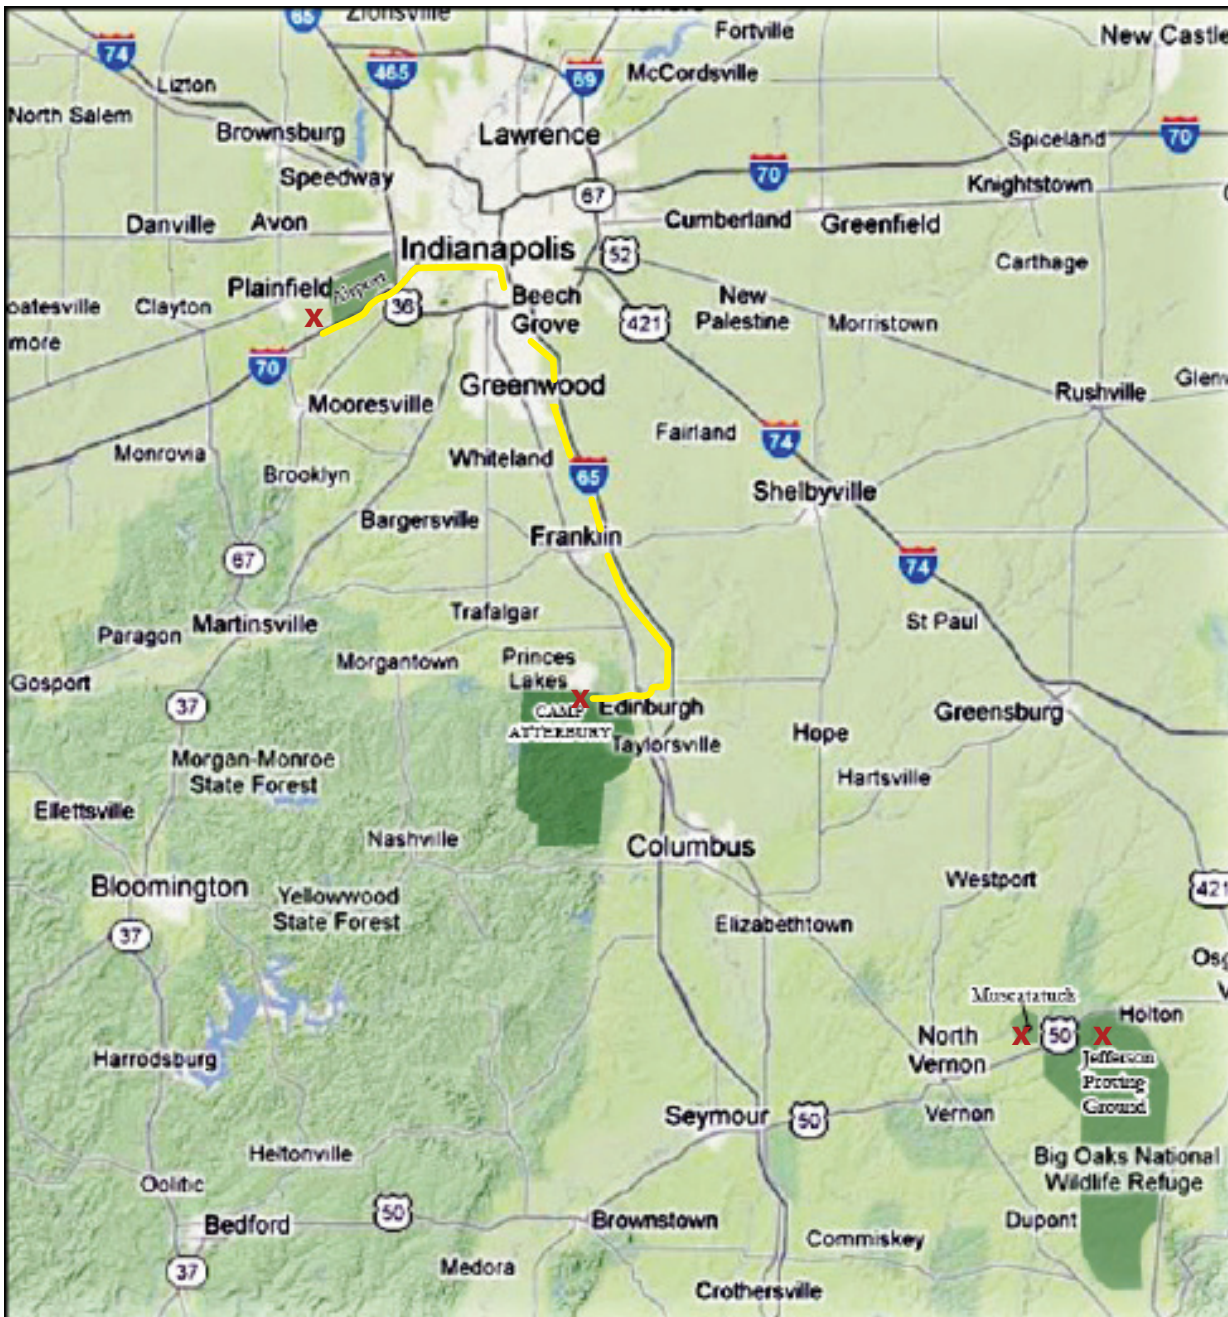 65
Zionsville
Fortville
New Castle
74
465
69
McCordsville
Lizton
North Salem
Brownsburg
Lawrence
Spiceland
70
Speedway
70
Knightstown
67
Danville
Avon
Cumberland
Greenfield
Indianapolis
52
Carthage
Plainfield
Airport
oatesville
Clayton
36
Beech
Grove
New
Palestine
421
Morristown
more
X
70
Greenwood
Glenw
Rushville
Mooresville
Fairland
74
Monrovia
Whiteland
Brooklyn
65
Shelbyville
Bargersville
Franklin
67
74
Trafalgar
St Paul
Paragon
Martinsville
Morgantown
Princes
Lakes
Gosport
37
X
Edinburgh
CAMP
ATTERBURY
Greensburg
Taylorsville
Hope
Morgan-Monroe
State Forest
Hartsville
Ellettsville
Nashville
Columbus
Bloomington
Westport
421
Yellowwood
State Forest
Elizabethtown
37
Osg
Muscatatuck
Holton
North
Vernon
X
50
X
Jefferson
Proving
Ground
Harrodsburg
Seymour
50
Vernon
Heltonville
Big Oaks National
Wildlife Refuge
Oolitic
Bedford
50
Brownstown
Dupont
Commiskey
37
Medora
Crothersville